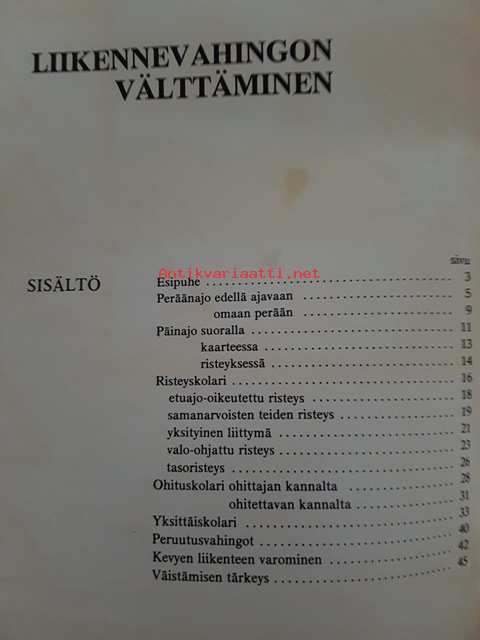 LIIKENNEVAHINGON
VÄLTTÄMINEN
sivu
SISÄLTÖ
Antikvariaatti.net
Esipuhe 3
Peräänajo edellä ajavaan 5
omaan perään 9
Päinajo suoralla 11
kaarteessa 13
risteyksessä 14
Risteyskolari 16
etuajo-oikeutettu risteys 18
samanarvoisten teiden risteys 19
yksityinen liittymä 21
valo-ohjattu risteys 23
tasoristeys 26
Ohituskolari ohittajan kannalta 28
ohitettavan kannalta 31
Yksittäiskolari 33
Peruutusvahingot 40
Kevyen liikenteen varominen 42
Väistämisen tärkeys 45